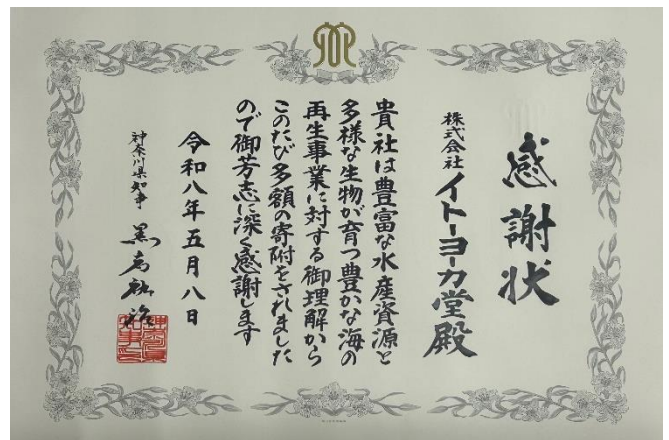 感謝状
株式会社 イトーヨーカ堂殿
貴社は豊富な水産資源と
多様な生物が育つ豊かな海の
再生事業に対する御理解から
このたび多額の寄附をされました
ので御芳志に深く感謝します
令和八年五月八日
神奈川県知事 黒岩祐治